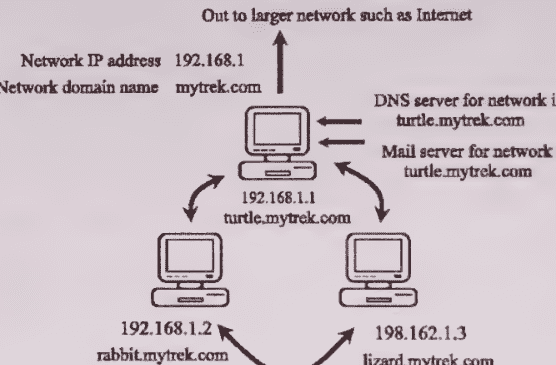 Out to larger network such as Internet
Network IP address 192.168.1
Network domain name mytrek.com
DNS server for network i
turtle.mytrek.com
Mail server for network
turtle.mytrek.com
192.168.1.1
turtle.mytrek.com
192.168.1.2
rabbit.mytrek.com
198.162.1.3
lizard.mytrek.com